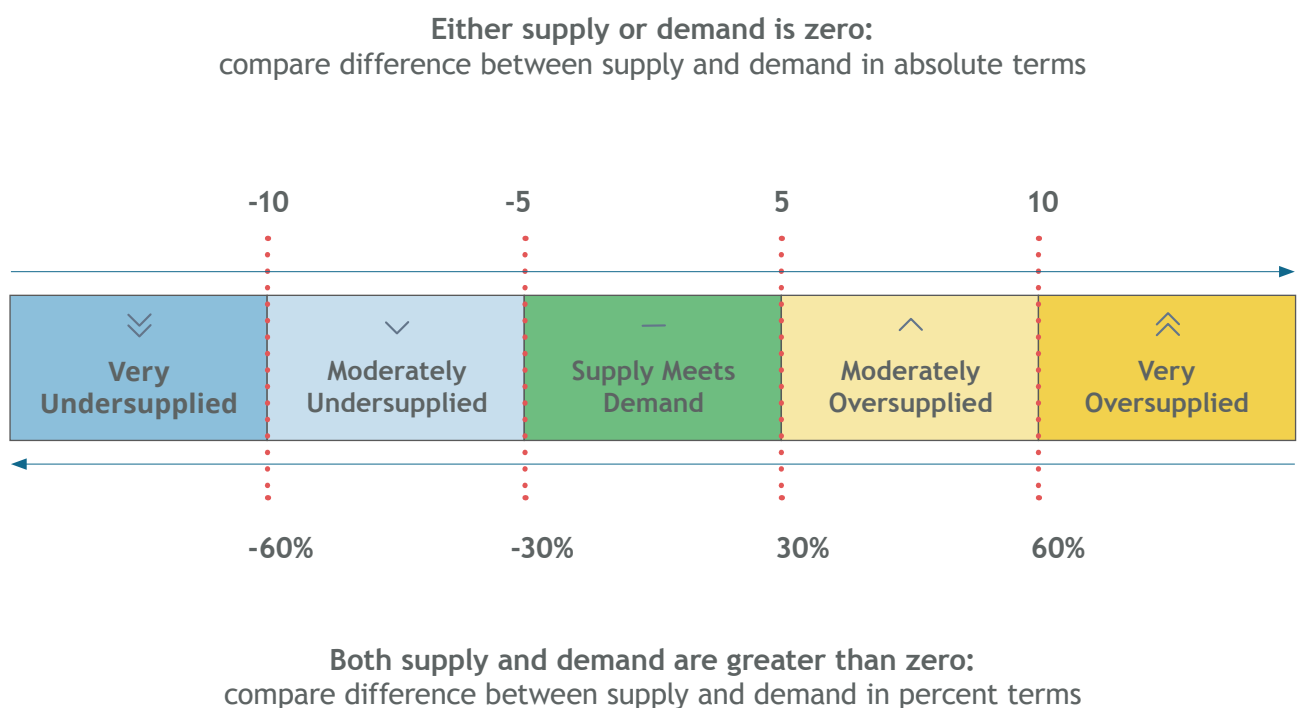 Either supply or demand is zero:
compare difference between supply and demand in absolute terms
-10 -5 5 10
Very
Undersupplied
Moderately
Undersupplied
Supply Meets
Demand
Moderately
Oversupplied
Very
Oversupplied
-60% -30% 30% 60%
Both supply and demand are greater than zero:
compare difference between supply and demand in percent terms